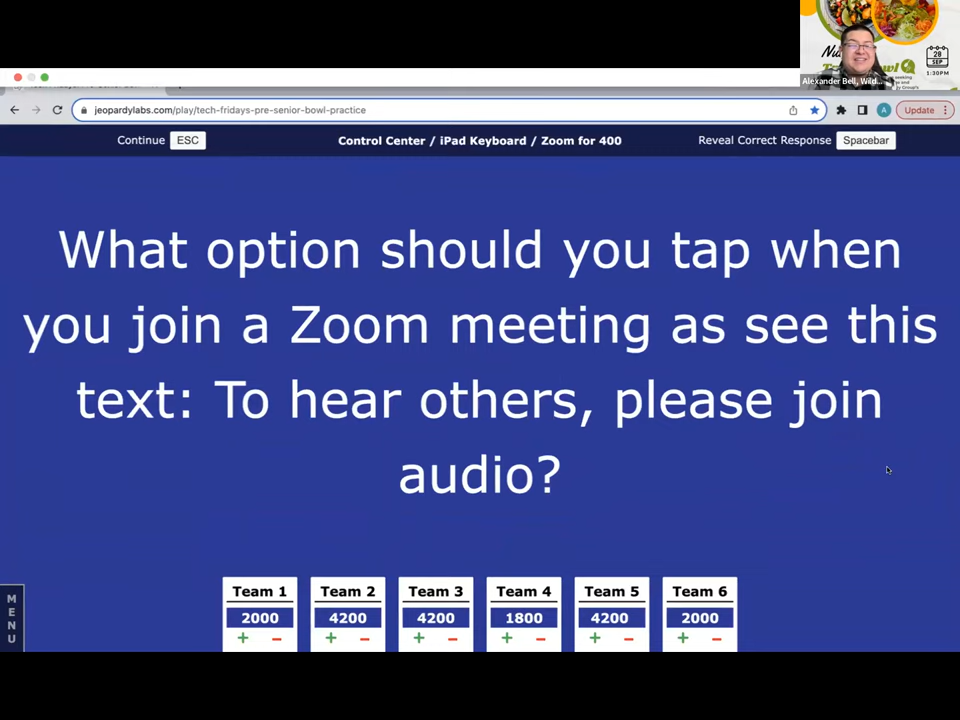 28
SEP
1:30PM
Alexander Bell, Wild...
jeopardylabs.com/play/tech-fridays-pre-senior-bowl-practice
A
Update
Continue ESC
Control Center / iPad Keyboard / Zoom for 400
Reveal Correct Response Spacebar
What option should you tap when
you join a Zoom meeting as see this
text: To hear others, please join
audio?
MENU
Team 1 Team 2 Team 3 Team 4 Team 5 Team 6
2000 4200 4200 1800 4200 2000
+ − + − + − + − + − + −